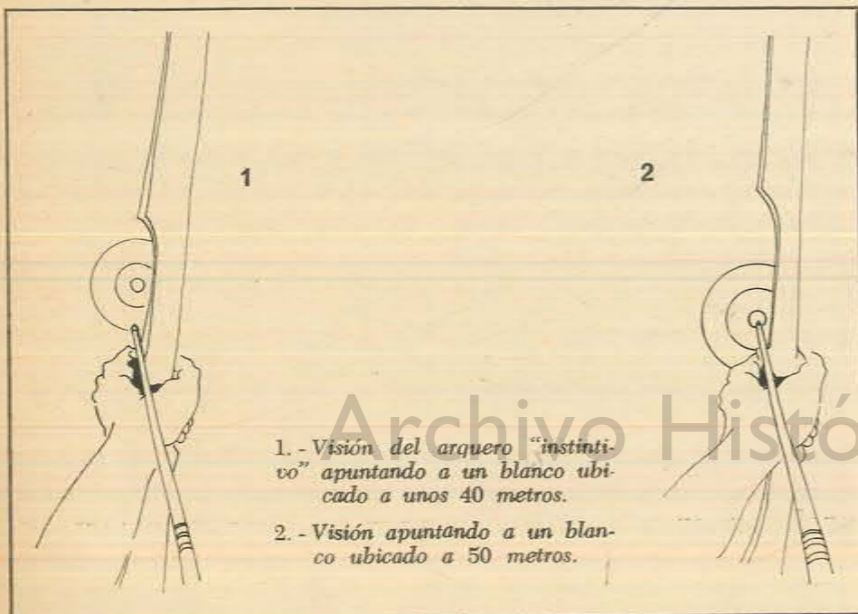 1
2
1. - Visión del arquero "instinti-
vo" apuntando a un blanco ubi-
cado a unos 40 metros.
2. - Visión apuntando a un blan-
co ubicado a 50 metros.
Archivo Histó